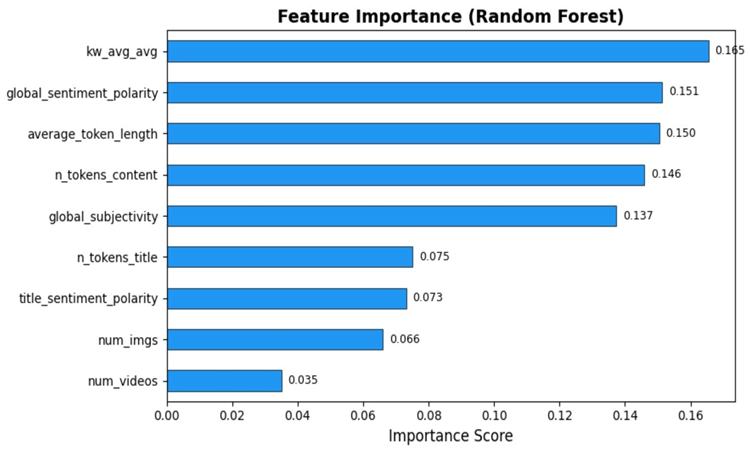 Feature Importance (Random Forest)
kw_avg_avg 0.165
global_sentiment_polarity 0.151
average_token_length 0.150
n_tokens_content 0.146
global_subjectivity 0.137
n_tokens_title 0.075
title_sentiment_polarity 0.073
num_imgs 0.066
num_videos 0.035
0.00 0.02 0.04 0.06 0.08 0.10 0.12 0.14 0.16
Importance Score